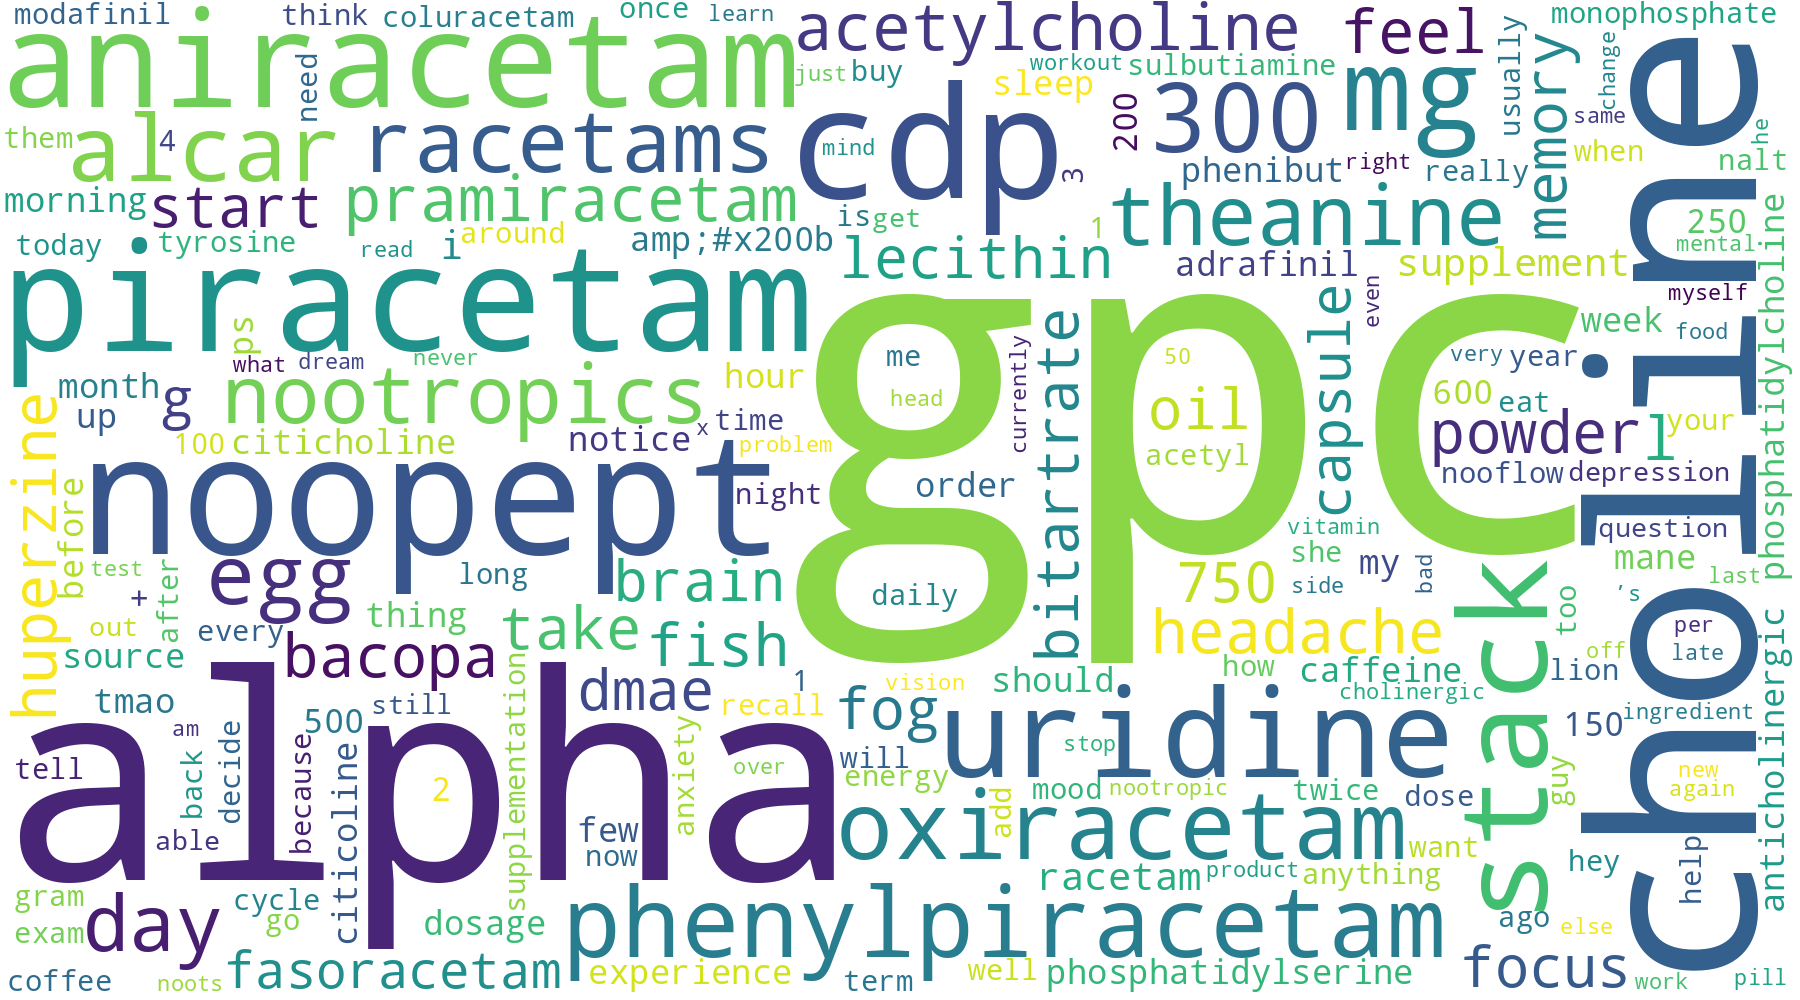 modafinil
think
coluracetam
once
learn
acetylcholine
feel
monophosphate
aniracetam
need
just
buy
workout
sulbutiamine
sleep
usually
change
memory
choline
them
alcar
4
racetams
cdp
mind
3
200
300
mg
same
when
he
nalt
phenibut
right
really
morning
start
pramiracetam
is
get
1
theanine
250
mental
phosphatidylcholine
today
tyrosine
read
i
around
amp;#x200b
lecithin
adrafinil
supplement
piracetam
gpc
myself
even
capsule
week
food
ps
what
dream
never
me
currently
bitartrate
50
very
year
month
g
nootropics
hour
head
oil
600
eat
up
x
time
powder
l
your
huperzine
100
citicholine
notice
problem
acetyl
nooflow
depression
before
noopept
night
order
vitamin
question
test
egg
long
brain
daily
750
she
my
bad
mane
last
+
after
thing
take
side
stack
too
's
out
every
fish
headache
per
source
bacopa
how
late
off
alpha
supplementation
dmae
vision
should
caffeine
lion
anticholinergic
tmao
still
1
recall
fog
uridine
cholinergic
am
500
150
ingredient
tell
back
decide
because
citicoline
2
anxiety
over
will
stop
energy
guy
new
again
add
mood
nootropic
twice
dose
able
few
now
oxiracetam
want
help
hey
racetam
product
anything
gram
day
cycle
go
dosage
phenylpiracetam
ago
else
exam
coffee
noots
fasoracetam
experience
term
well
phosphatidylserine
focus
work
pill